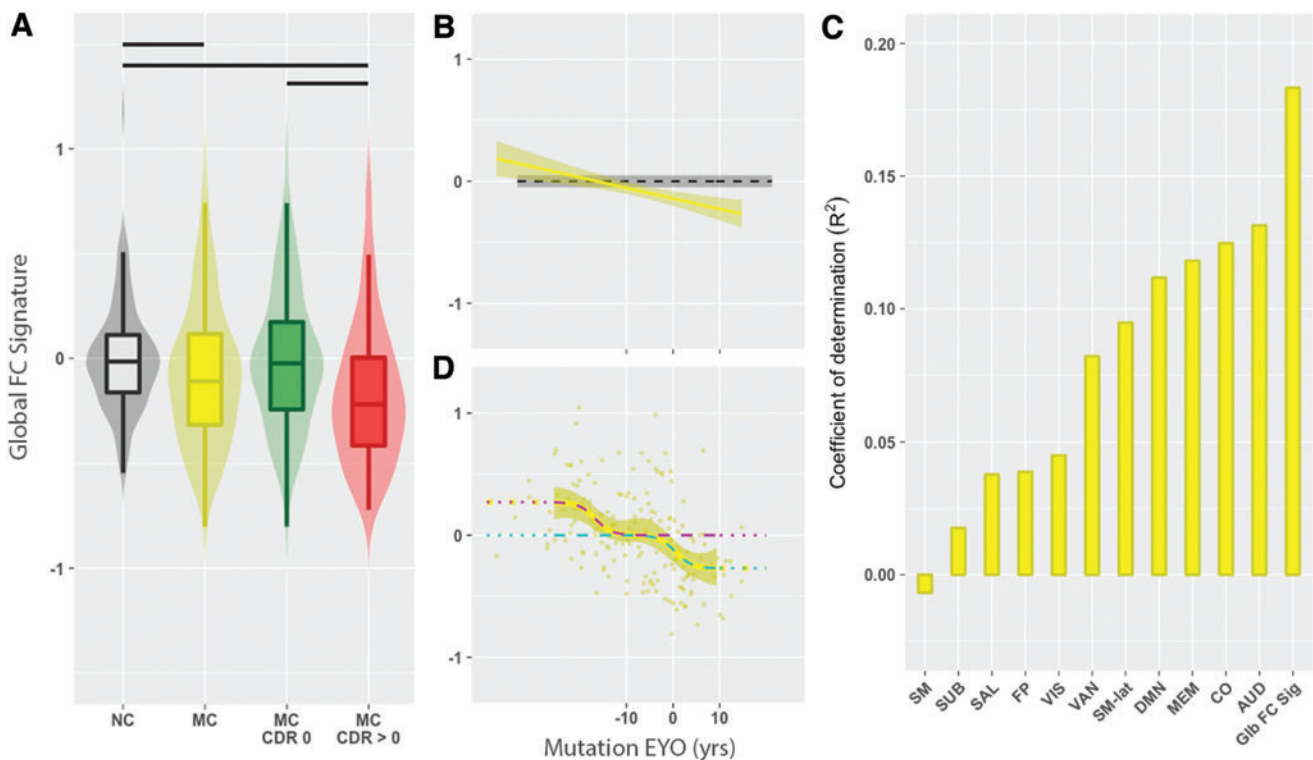 A
Global FC Signature
1
0
-1
NC
MC
MC
CDR 0
MC
CDR > 0
B
1
0
-1
D
1
0
-1
-10
0
10
Mutation EYO (yrs)
C
Coefficient of determination (R²)
0.20
0.15
0.10
0.05
0.00
SM
SUB
SAL
FP
VIS
VAN
SM-lat
DMN
MEM
CO
AUD
Glb FC Sig